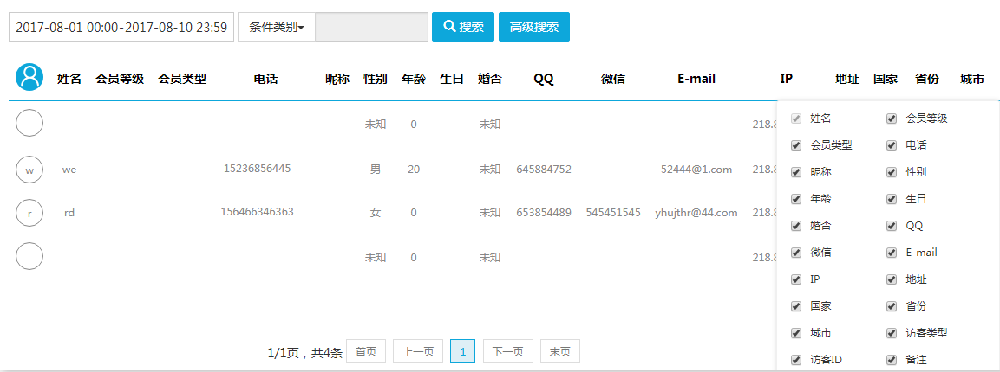 2017-08-01 00:00-2017-08-10 23:59 条件类别 搜索 高级搜索
姓名 会员等级 会员类型 电话 昵称 性别 年龄 生日 婚否 QQ 微信 E-mail IP 地址 国家 省份 城市
未知 0 未知 218.8
w we 15236856445 男 20 未知 645884752 52444@1.com 218.8
r rd 156466346363 女 0 未知 653854489 545451545 yhujthr@44.com 218.8
未知 0 未知 218.8
姓名 会员等级
会员类型 电话
昵称 性别
年龄 生日
婚否 QQ
微信 E-mail
IP 地址
国家 省份
城市 访客类型
访客ID 备注
1/1页，共4条 首页 上一页 1 下一页 末页